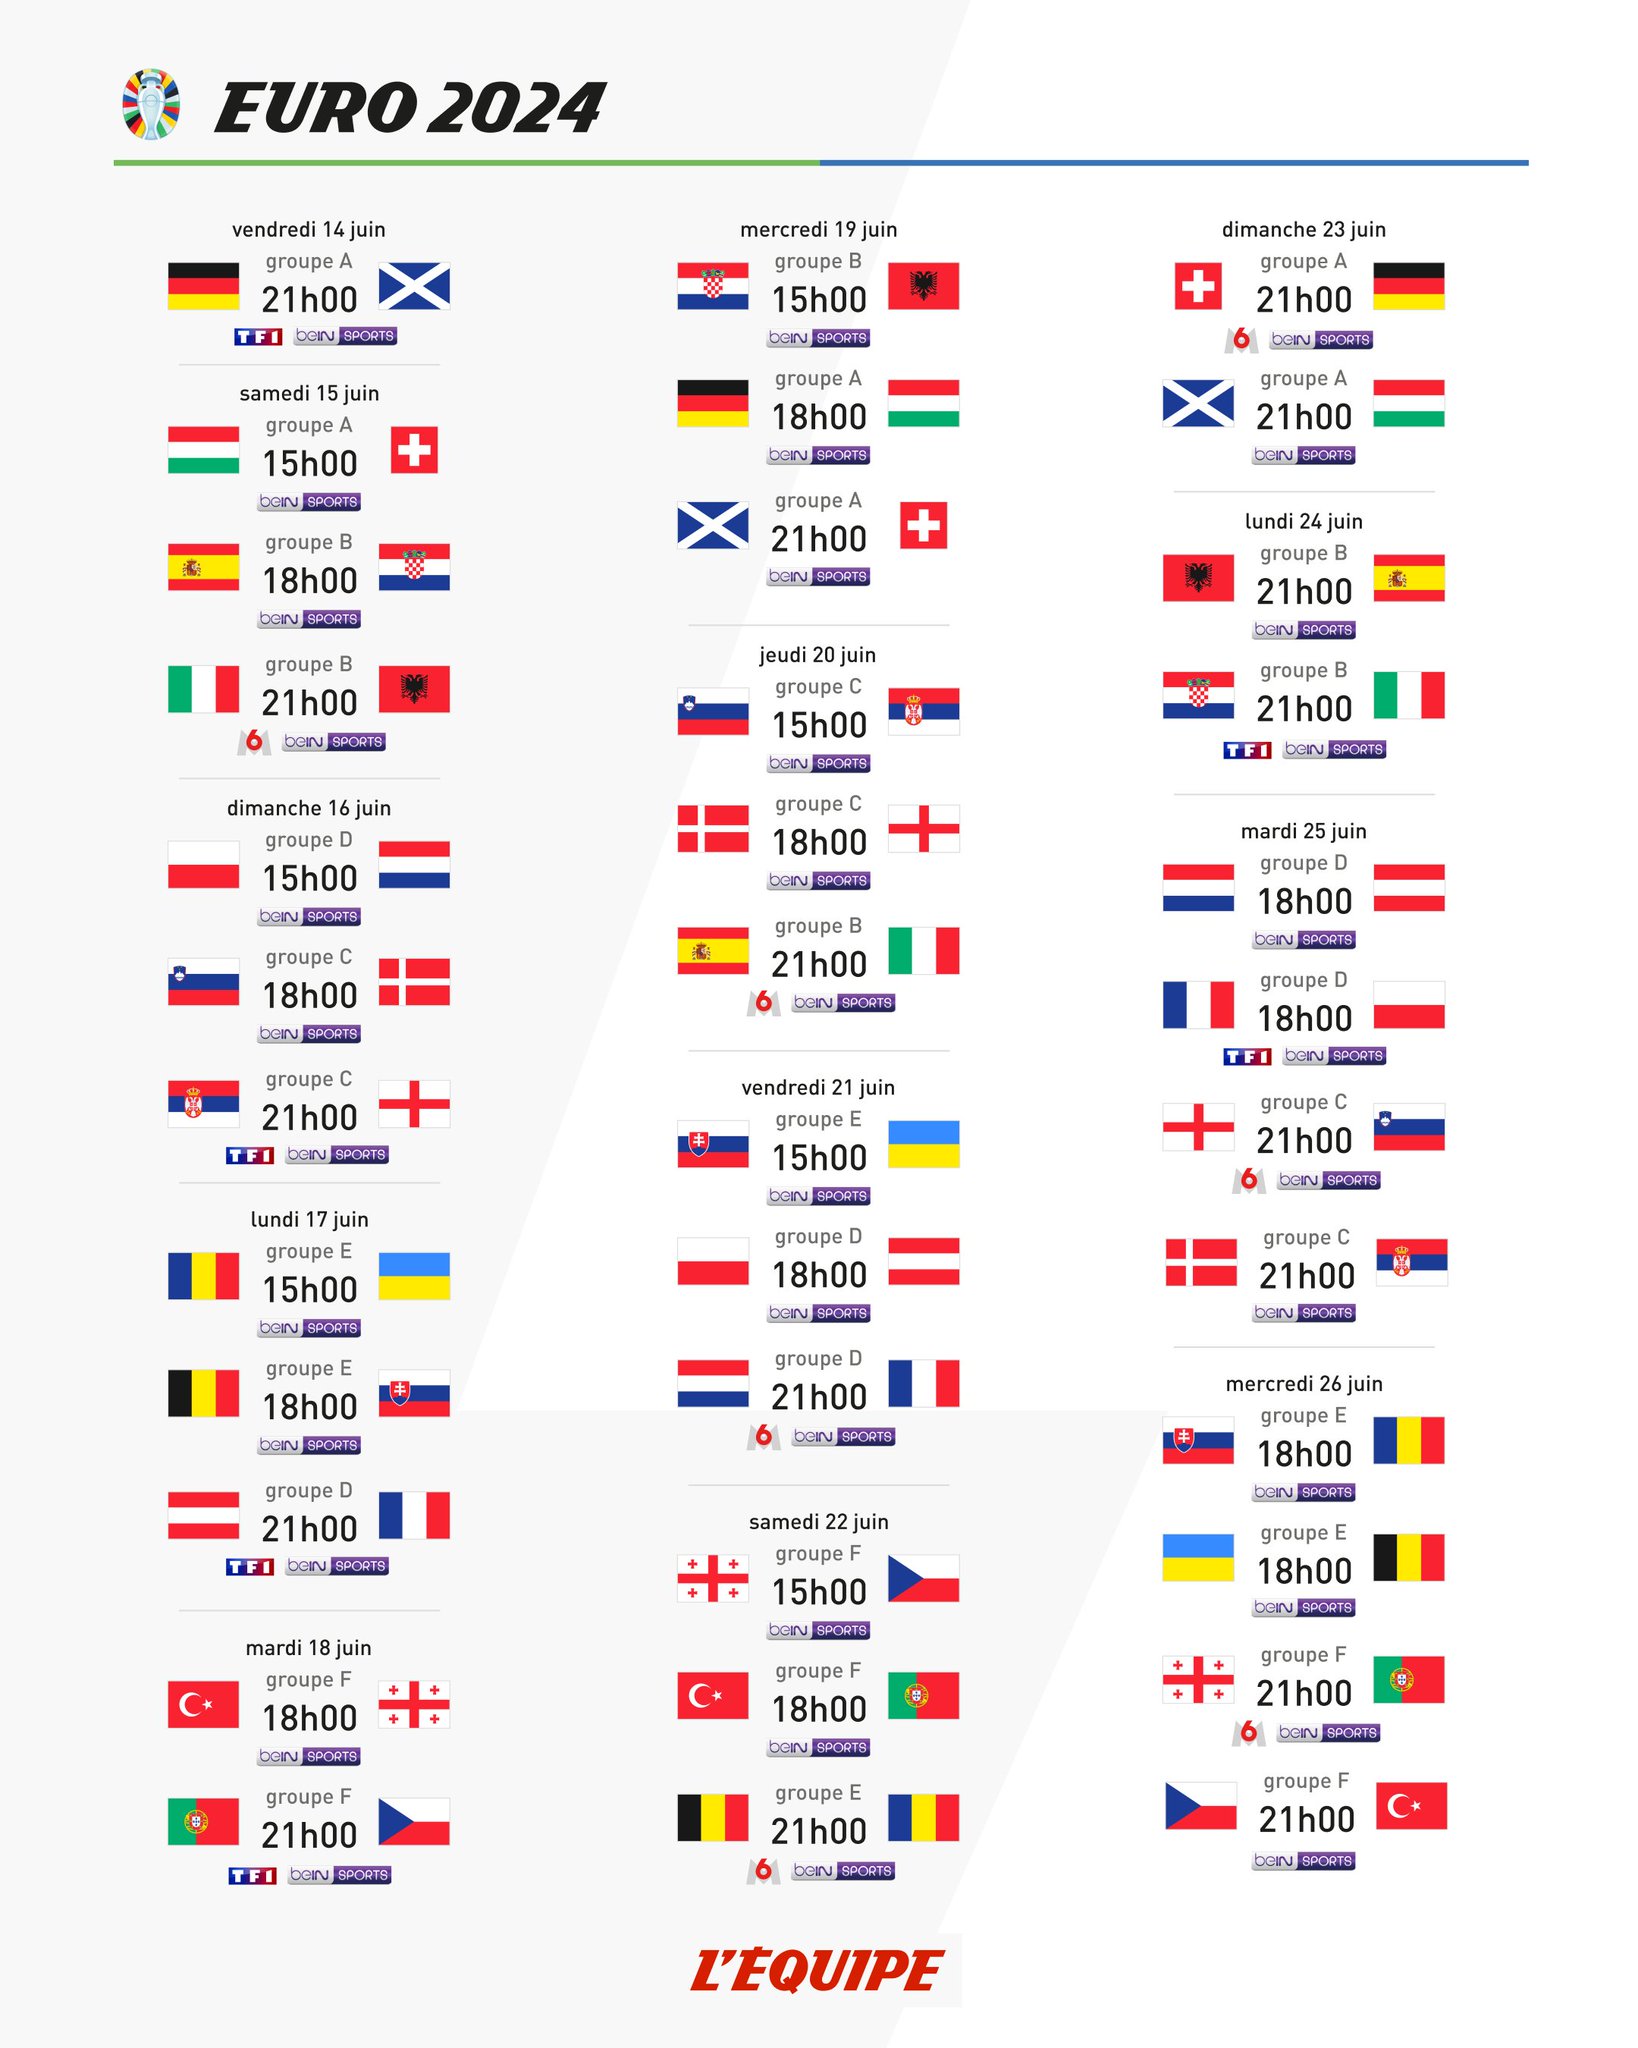 EURO 2024
vendredi 14 juin
groupe A
21h00
TF1 beIN SPORTS
samedi 15 juin
groupe A
15h00
beIN SPORTS
groupe B
18h00
beIN SPORTS
groupe B
21h00
M6 beIN SPORTS
dimanche 16 juin
groupe D
15h00
beIN SPORTS
groupe C
18h00
beIN SPORTS
groupe C
21h00
TF1 beIN SPORTS
lundi 17 juin
groupe E
15h00
beIN SPORTS
groupe E
18h00
beIN SPORTS
groupe D
21h00
TF1 beIN SPORTS
mardi 18 juin
groupe F
18h00
beIN SPORTS
groupe F
21h00
TF1 beIN SPORTS
mercredi 19 juin
groupe B
15h00
beIN SPORTS
groupe A
18h00
beIN SPORTS
groupe A
21h00
beIN SPORTS
jeudi 20 juin
groupe C
15h00
beIN SPORTS
groupe C
18h00
beIN SPORTS
groupe B
21h00
M6 beIN SPORTS
vendredi 21 juin
groupe E
15h00
beIN SPORTS
groupe D
18h00
beIN SPORTS
groupe D
21h00
M6 beIN SPORTS
samedi 22 juin
groupe F
15h00
beIN SPORTS
groupe F
18h00
beIN SPORTS
groupe E
21h00
M6 beIN SPORTS
dimanche 23 juin
groupe A
21h00
M6 beIN SPORTS
groupe A
21h00
beIN SPORTS
lundi 24 juin
groupe B
21h00
beIN SPORTS
groupe B
21h00
TF1 beIN SPORTS
mardi 25 juin
groupe D
18h00
beIN SPORTS
groupe D
18h00
TF1 beIN SPORTS
groupe C
21h00
M6 beIN SPORTS
groupe C
21h00
beIN SPORTS
mercredi 26 juin
groupe E
18h00
beIN SPORTS
groupe E
18h00
beIN SPORTS
groupe F
21h00
M6 beIN SPORTS
groupe F
21h00
beIN SPORTS
L'ÉQUIPE